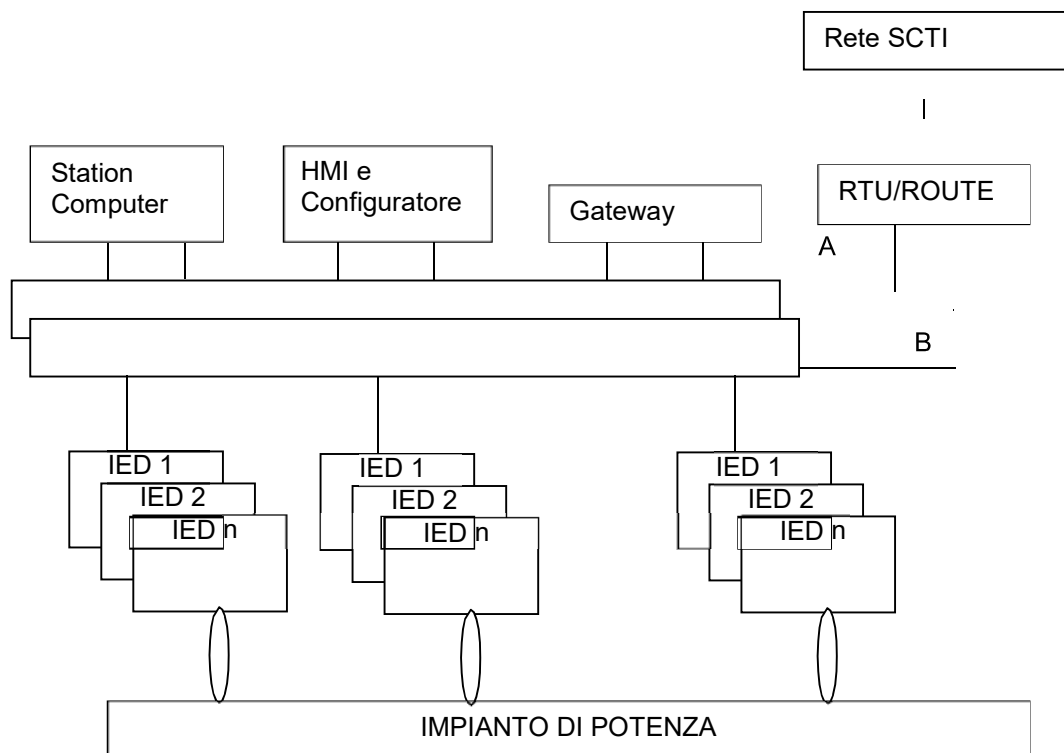 Rete SCTI
Station
Computer
HMI e
Configuratore
Gateway
RTU/ROUTE
A
B
IED 1
IED 2
IED n
IED 1
IED 2
IED n
IED 1
IED 2
IED n
IMPIANTO DI POTENZA